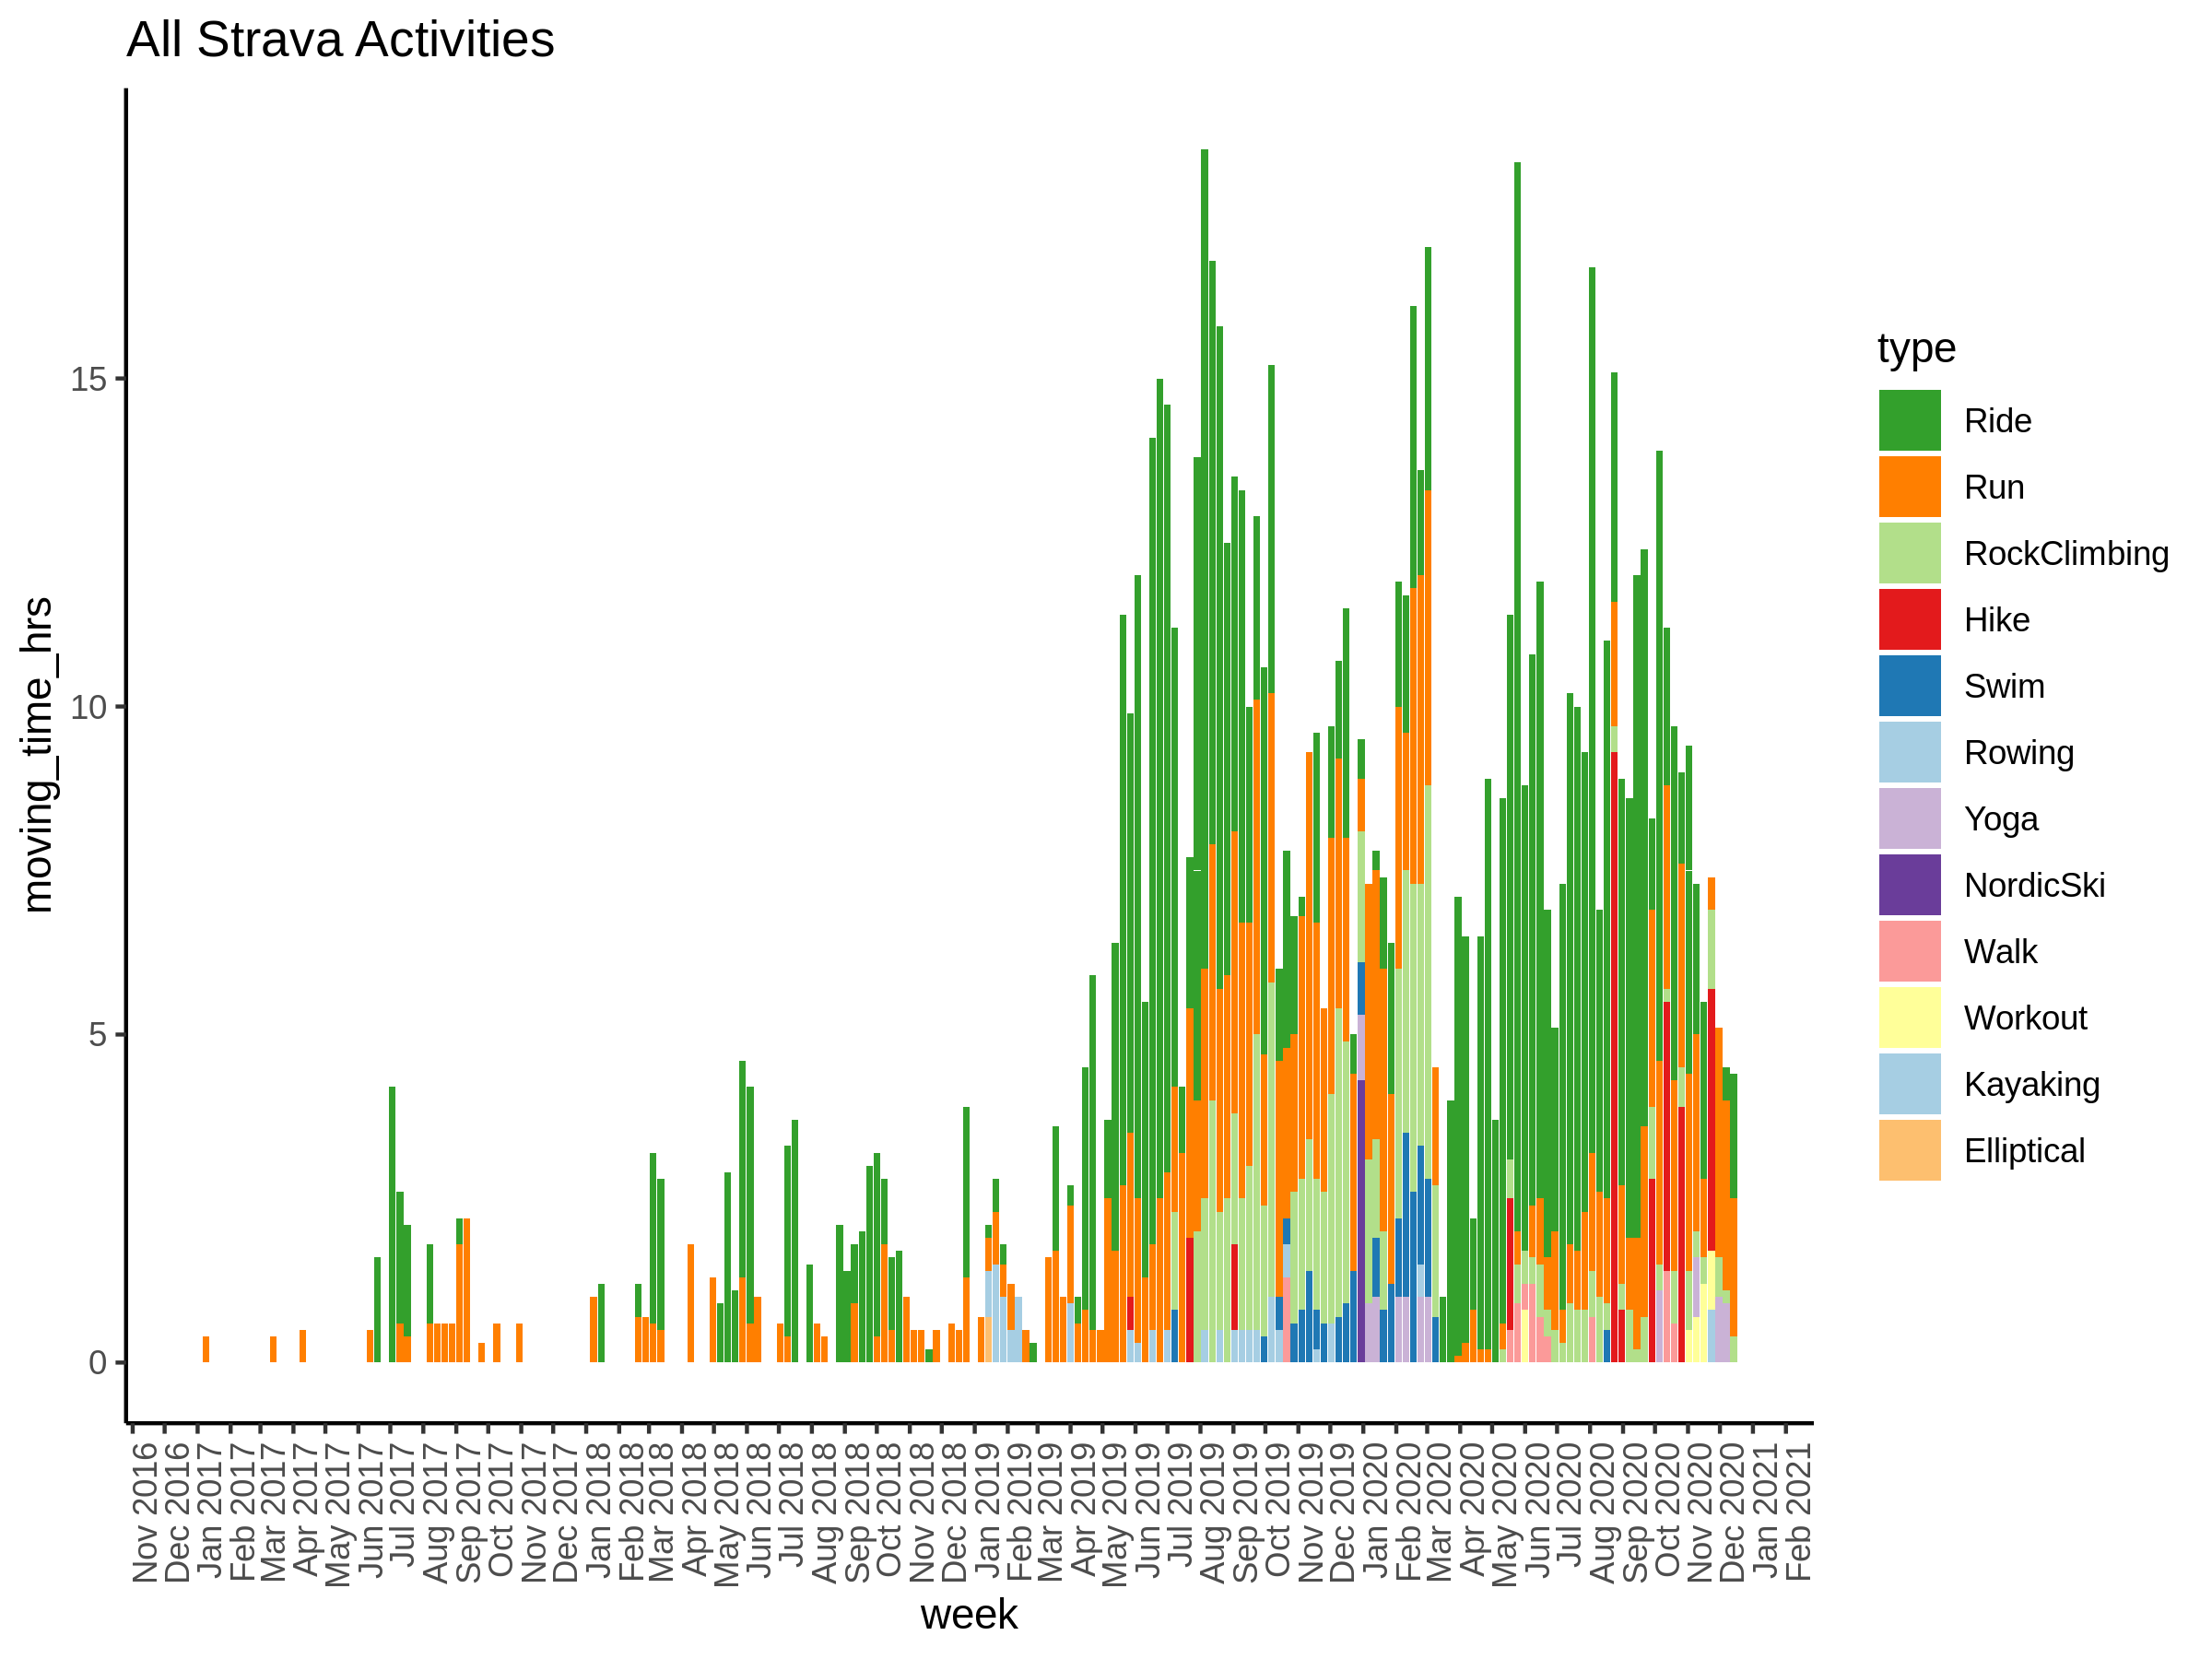 All Strava Activities
moving_time_hrs
15
10
5
0
Nov 2016
Dec 2016
Jan 2017
Feb 2017
Mar 2017
Apr 2017
May 2017
Jun 2017
Jul 2017
Aug 2017
Sep 2017
Oct 2017
Nov 2017
Dec 2017
Jan 2018
Feb 2018
Mar 2018
Apr 2018
May 2018
Jun 2018
Jul 2018
Aug 2018
Sep 2018
Oct 2018
Nov 2018
Dec 2018
Jan 2019
Feb 2019
Mar 2019
Apr 2019
May 2019
Jun 2019
Jul 2019
Aug 2019
Sep 2019
Oct 2019
Nov 2019
Dec 2019
Jan 2020
Feb 2020
Mar 2020
Apr 2020
May 2020
Jun 2020
Jul 2020
Aug 2020
Sep 2020
Oct 2020
Nov 2020
Dec 2020
Jan 2021
Feb 2021
week
type
Ride
Run
RockClimbing
Hike
Swim
Rowing
Yoga
NordicSki
Walk
Workout
Kayaking
Elliptical